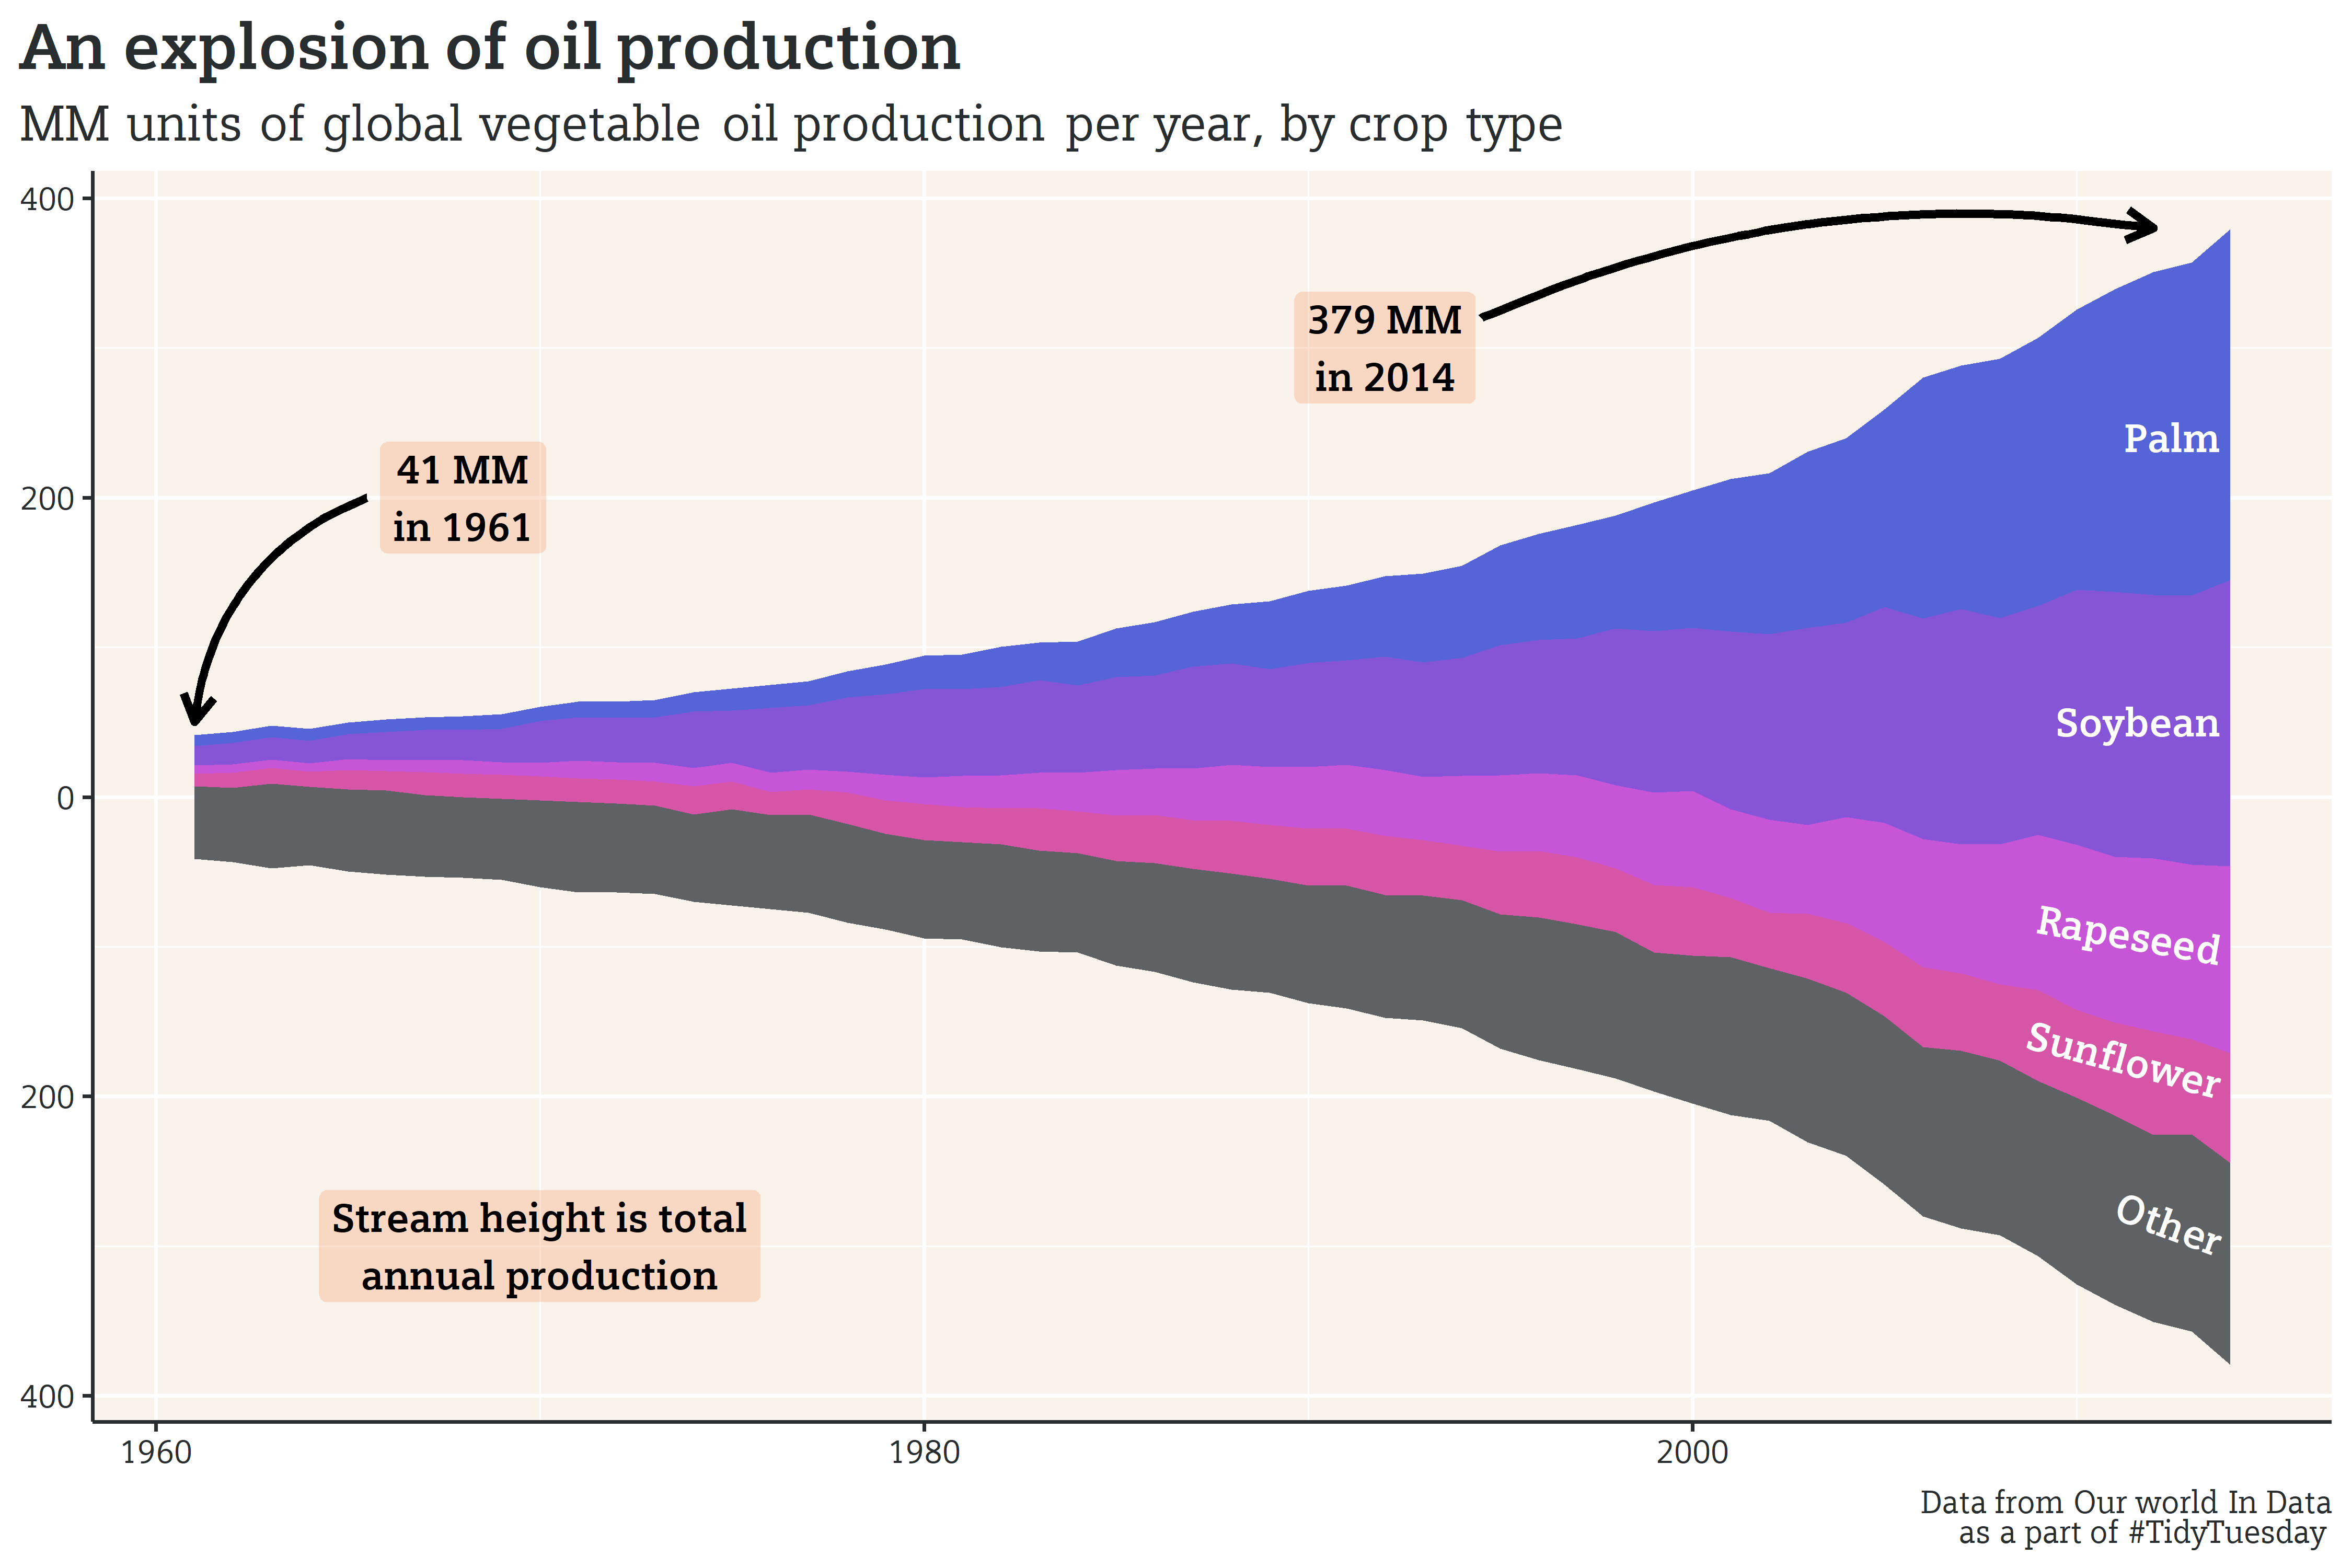 An explosion of oil production
MM units of global vegetable oil production per year, by crop type
400
200
0
200
400
41 MM
in 1961
379 MM
in 2014
Palm
Soybean
Rapeseed
Sunflower
Other
Stream height is total
annual production
1960
1980
2000
Data from Our world In Data
as a part of #TidyTuesday